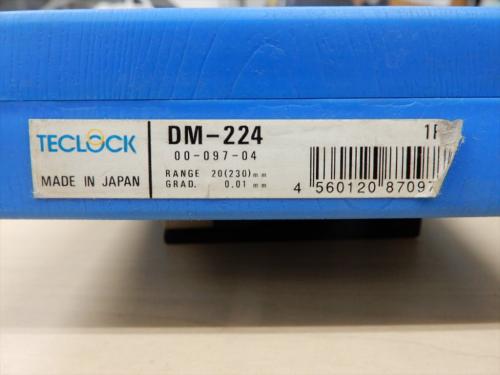 TECLOCK
MADE IN JAPAN
DM-224
00-097-04
RANGE 20(230)mm
GRAD. 0.01mm
4 560120 87097